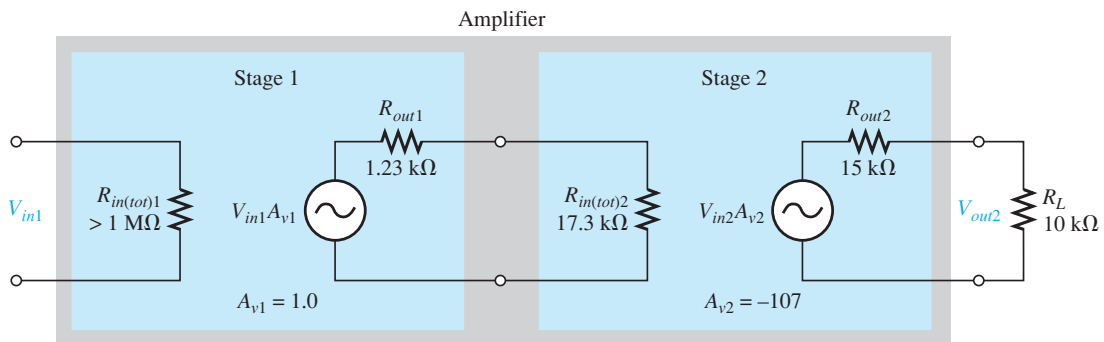 Amplifier
Stage 1
Stage 2
R_out1
1.23 kΩ
R_out2
15 kΩ
V_in1
R_in(tot)1
> 1 MΩ
V_in1A_v1
R_in(tot)2
17.3 kΩ
V_in2A_v2
V_out2
R_L
10 kΩ
A_v1 = 1.0
A_v2 = –107